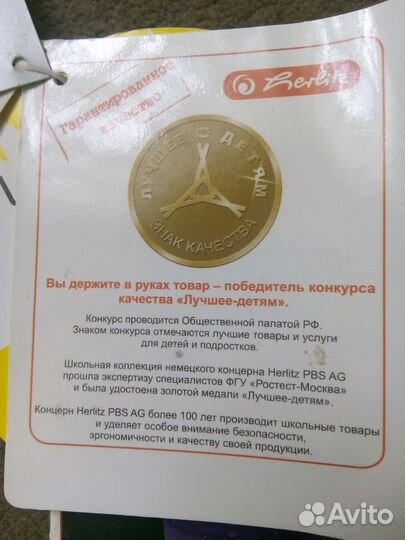 Гарантированное
качество
Herlitz
ЛУЧШЕЕ ДЕТЯМ
ЗНАК КАЧЕСТВА
Вы держите в руках товар – победитель конкурса
качества «Лучшее-детям».
Конкурс проводится Общественной палатой РФ.
Знаком конкурса отмечаются лучшие товары и услуги
для детей и подростков.
Школьная коллекция немецкого концерна Herlitz PBS AG
прошла экспертизу специалистов ФГУ «Ростест-Москва»
и была удостоена золотой медали «Лучшее-детям».
Концерн Herlitz PBS AG более 100 лет производит школьные товары
и уделяет особое внимание безопасности,
эргономичности и качеству своей продукции.
Avito